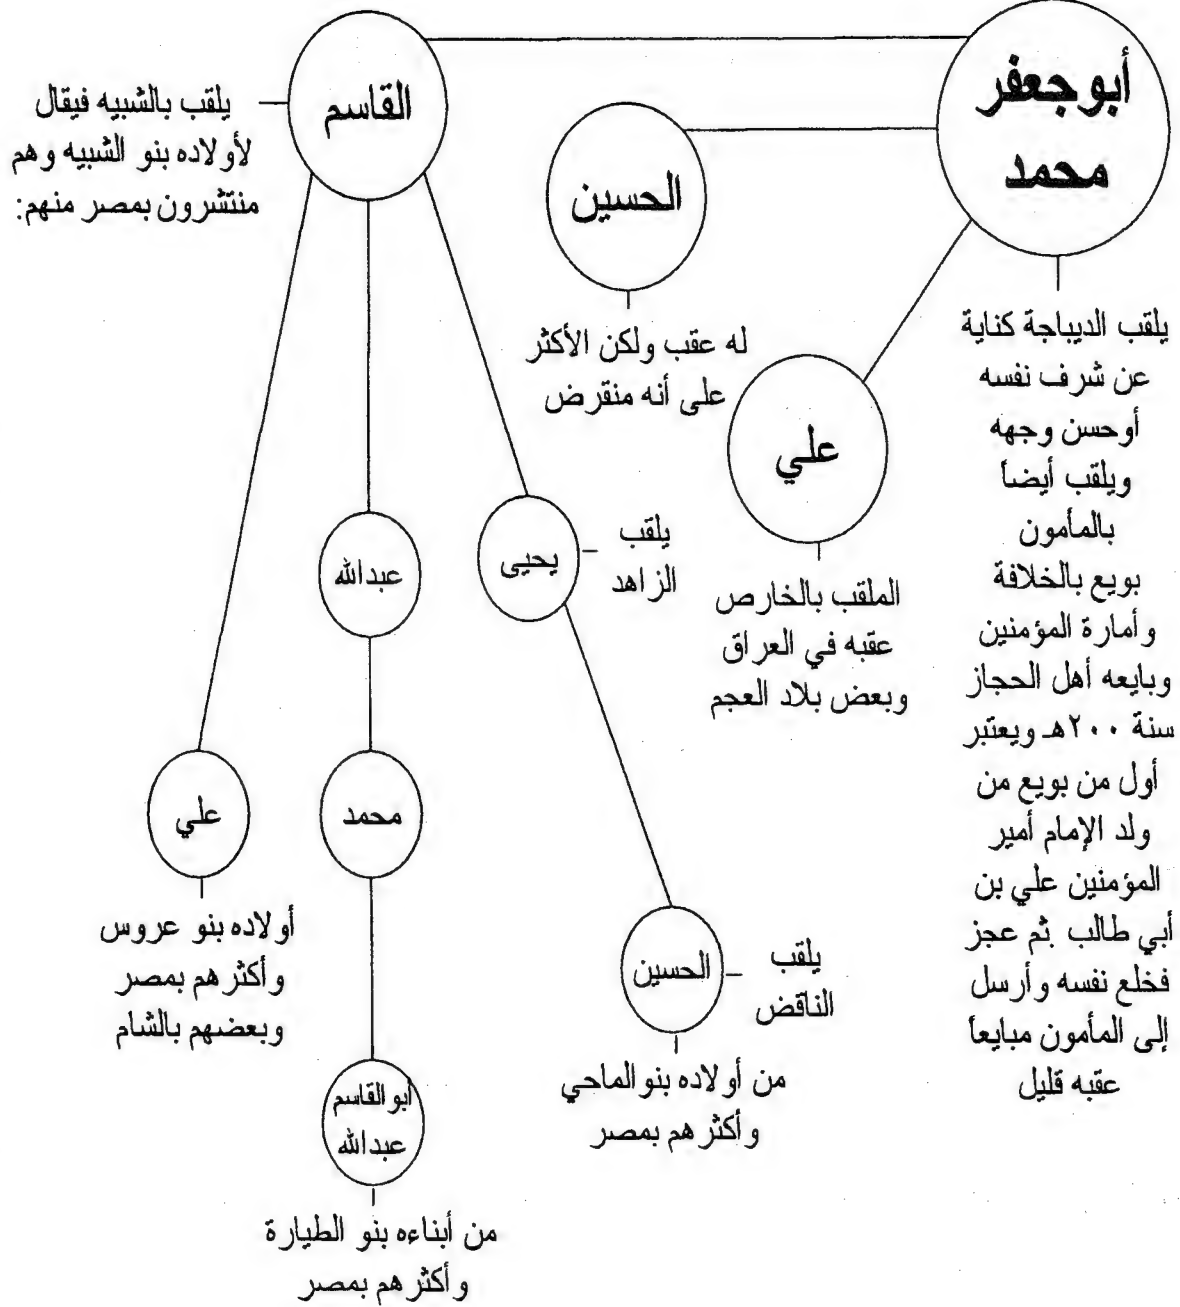 أبوجعفر
محمد
يلقب الديباجة كناية
عن شرف نفسه
أوحسن وجهه
ويلقب أيضاً
بالمأمون
بويع بالخلافة
وأمارة المؤمنين
وبايعه أهل الحجاز
سنة ٢٠٠هـ ويعتبر
أول من بويع من
ولد الإمام أمير
المؤمنين علي بن
أبي طالب ثم عجز
فخلع نفسه وأرسل
إلى المأمون مبايعاً
عقبه قليل
الحسين
له عقب ولكن الأكثر
على أنه منقرض
علي
الملقب بالخارص
عقبه في العراق
وبعض بلاد العجم
القاسم
يلقب بالشبيه فيقال
لأولاده بنو الشبيه وهم
منتشرون بمصر منهم:
يحيى
يلقب
الزاهد
الحسين
يلقب
الناقض
من أولاده بنو الماحي
وأكثرهم بمصر
عبدالله
محمد
أبو القاسم
عبدالله
من أبناءه بنو الطيارة
وأكثرهم بمصر
علي
أولاده بنو عروس
وأكثرهم بمصر
وبعضهم بالشام